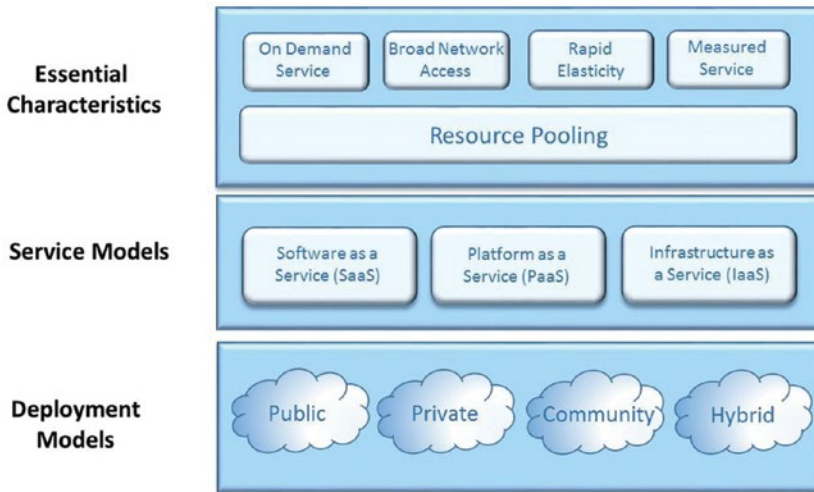 Essential
Characteristics
On Demand
Service
Broad Network
Access
Rapid
Elasticity
Measured
Service
Resource Pooling
Service Models
Software as a
Service (SaaS)
Platform as a
Service (PaaS)
Infrastructure as
a Service (IaaS)
Deployment
Models
Public
Private
Community
Hybrid